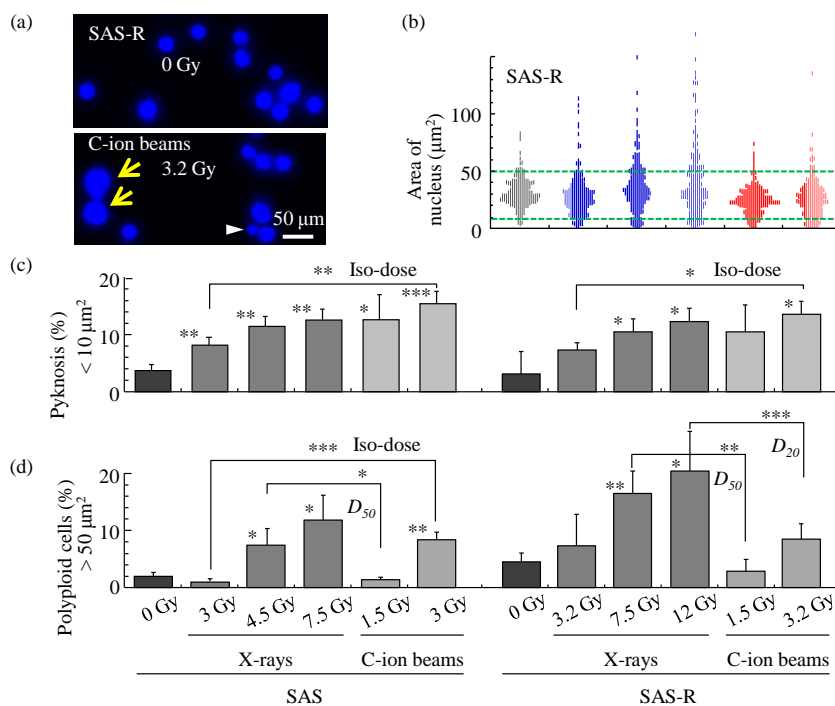 (a)
SAS-R
0 Gy
C-ion beams
3.2 Gy
50 μm
(b)
SAS-R
Area of nucleus (μm²)
100
50
0
(c)
Pyknosis (%)
< 10 μm²
20
10
0
** ** ** * ***
** Iso-dose
* * *
* Iso-dose
(d)
Polyploid cells (%)
> 50 μm²
20
10
0
*** Iso-dose
*
D50
* * **
***
D20
**
D50
** *
0 Gy 3 Gy 4.5 Gy 7.5 Gy 1.5 Gy 3 Gy 0 Gy 3.2 Gy 7.5 Gy 12 Gy 1.5 Gy 3.2 Gy
X-rays C-ion beams X-rays C-ion beams
SAS SAS-R